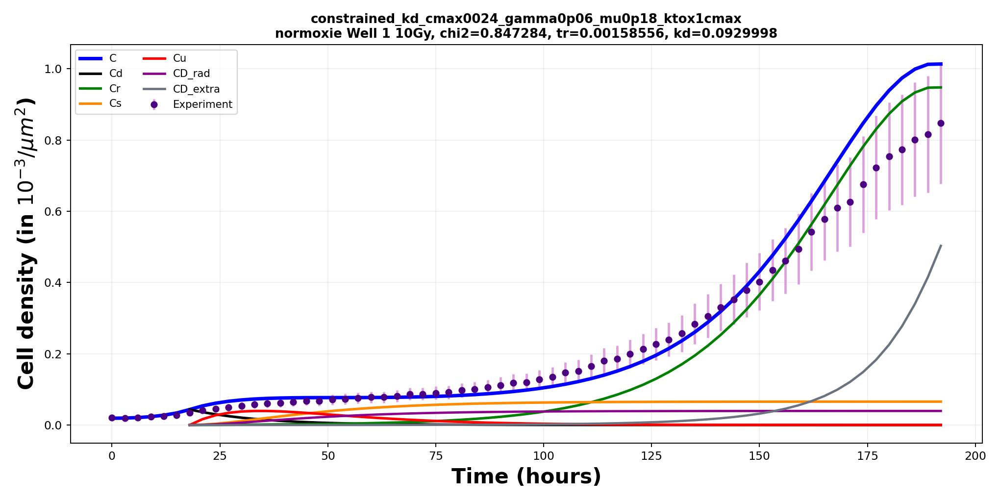 constrained_kd_cmax0024_gamma0p06_mu0p18_ktox1cmax
normoxie Well 1 10Gy, chi2=0.847284, tr=0.00158556, kd=0.0929998
C
Cd
Cr
Cs
Cu
CD_rad
CD_extra
Experiment
Cell density (in 10⁻³/μm²)
1.0
0.8
0.6
0.4
0.2
0.0
0 25 50 75 100 125 150 175 200
Time (hours)